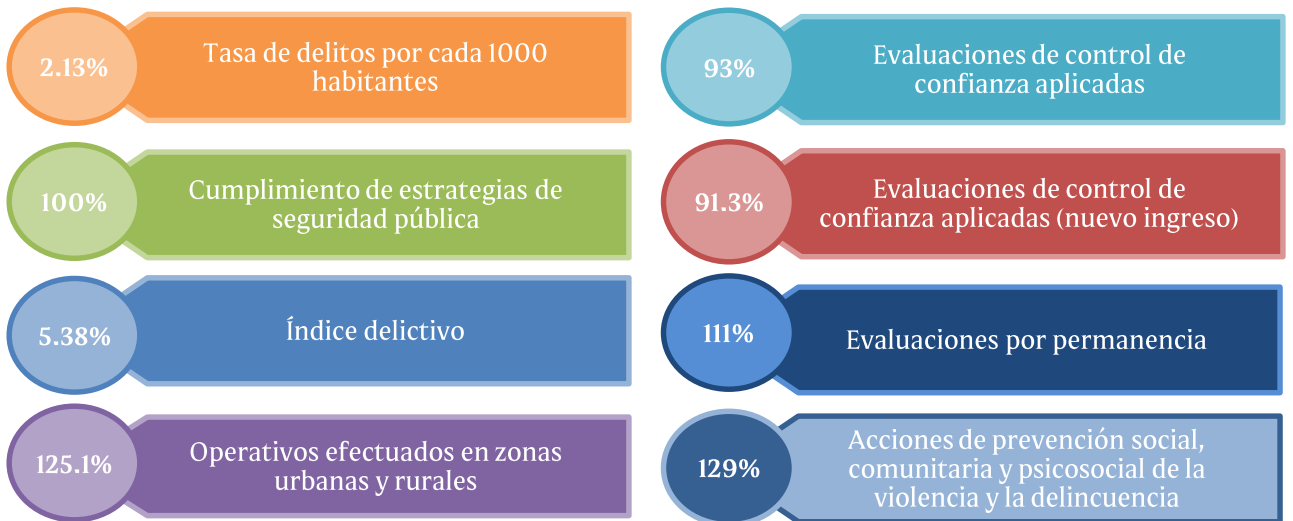 2.13%
Tasa de delitos por cada 1000
habitantes
100%
Cumplimiento de estrategias de
seguridad pública
5.38%
Índice delictivo
125.1%
Operativos efectuados en zonas
urbanas y rurales
93%
Evaluaciones de control de
confianza aplicadas
91.3%
Evaluaciones de control de
confianza aplicadas (nuevo ingreso)
111%
Evaluaciones por permanencia
129%
Acciones de prevención social,
comunitaria y psicosocial de la
violencia y la delincuencia